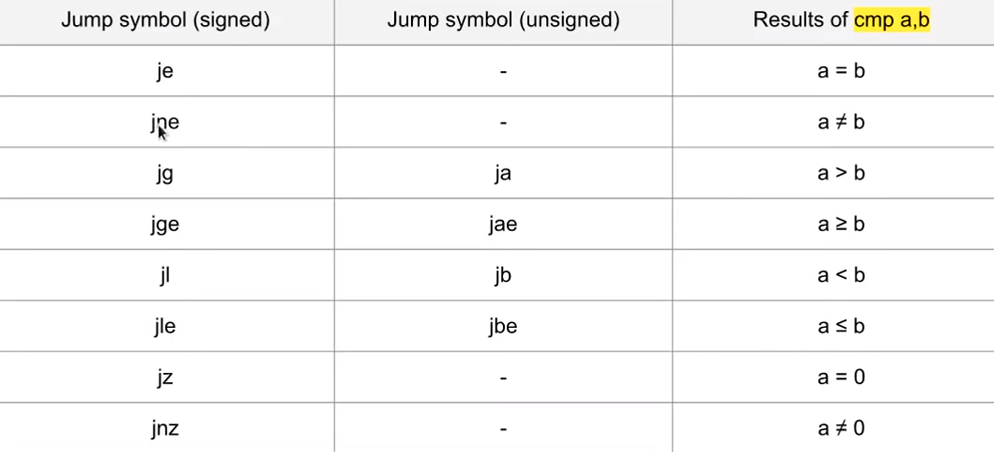 Jump symbol (signed) Jump symbol (unsigned) Results of cmp a,b
je - a = b
jne - a ≠ b
jg ja a > b
jge jae a ≥ b
jl jb a < b
jle jbe a ≤ b
jz - a = 0
jnz - a ≠ 0